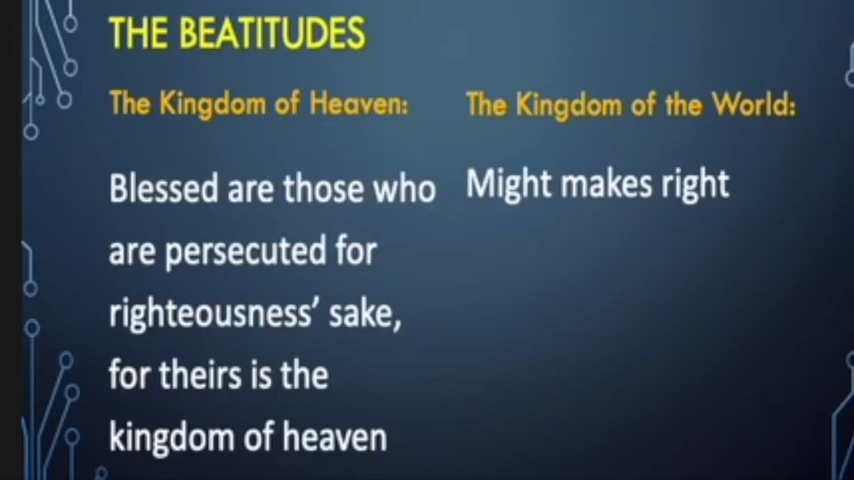 THE BEATITUDES
The Kingdom of Heaven:
The Kingdom of the World:
Blessed are those who
are persecuted for
righteousness’ sake,
for theirs is the
kingdom of heaven
Might makes right